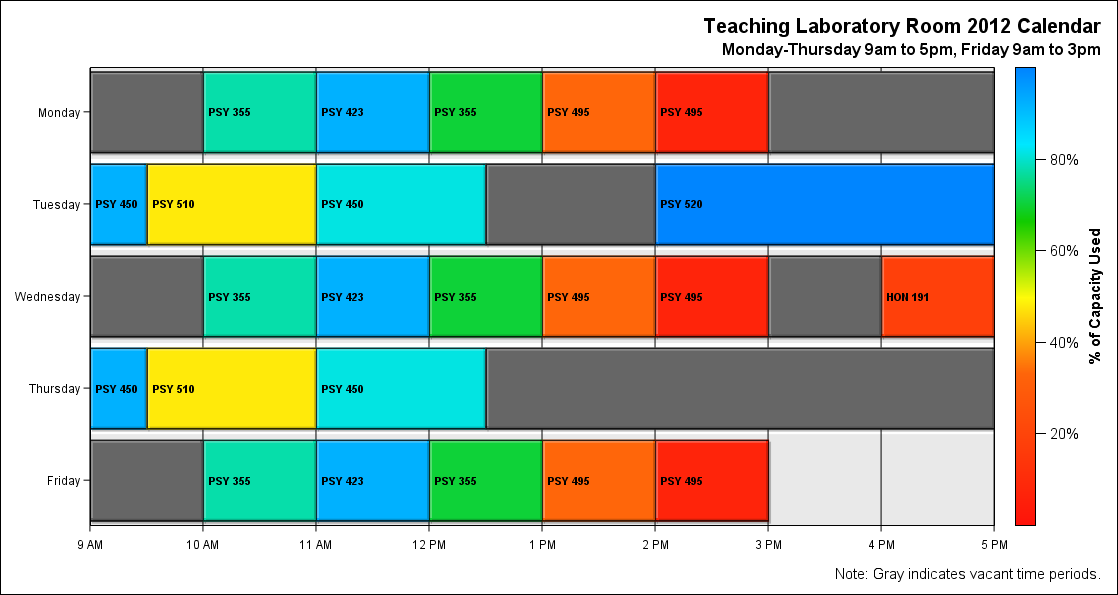 Teaching Laboratory Room 2012 Calendar
Monday-Thursday 9am to 5pm, Friday 9am to 3pm
Monday PSY 355 PSY 423 PSY 355 PSY 495 PSY 495
Tuesday PSY 450 PSY 510 PSY 450 PSY 520
Wednesday PSY 355 PSY 423 PSY 355 PSY 495 PSY 495 HON 191
Thursday PSY 450 PSY 510 PSY 450
Friday PSY 355 PSY 423 PSY 355 PSY 495 PSY 495
9 AM 10 AM 11 AM 12 PM 1 PM 2 PM 3 PM 4 PM 5 PM
80%
60%
40%
20%
% of Capacity Used
Note: Gray indicates vacant time periods.